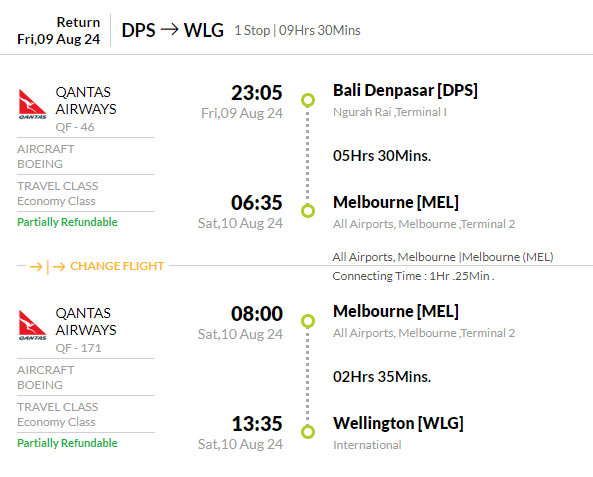 Return
Fri,09 Aug 24
DPS → WLG 1 Stop | 09Hrs 30Mins
QANTAS
AIRWAYS
QF - 46
QANTAS
AIRCRAFT
BOEING
TRAVEL CLASS
Economy Class
Partially Refundable
23:05
Fri,09 Aug 24
Bali Denpasar [DPS]
Ngurah Rai ,Terminal I
05Hrs 30Mins.
06:35
Sat,10 Aug 24
Melbourne [MEL]
All Airports, Melbourne ,Terminal 2
→ | → CHANGE FLIGHT
All Airports, Melbourne |Melbourne (MEL)
Connecting Time : 1Hr .25Min .
QANTAS
AIRWAYS
QF - 171
QANTAS
AIRCRAFT
BOEING
TRAVEL CLASS
Economy Class
Partially Refundable
08:00
Sat,10 Aug 24
Melbourne [MEL]
All Airports, Melbourne ,Terminal 2
02Hrs 35Mins.
13:35
Sat,10 Aug 24
Wellington [WLG]
International